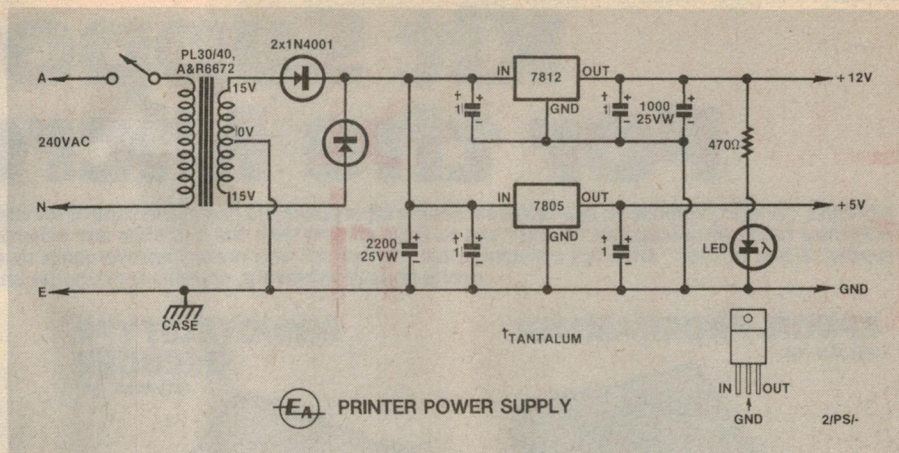 PL30/40,
A&R6672
2x1N4001
A
15V
IN
7812
OUT
+12V
GND
†
1
+
−
†
1
+
−
1000
25VW
+
−
240VAC
0V
470Ω
N
15V
IN
7805
OUT
+5V
GND
2200
25VW
+
−
†
1
+
−
†
1
+
−
LED
λ
E
GND
CASE
†TANTALUM
IN
OUT
GND
EA PRINTER POWER SUPPLY
2/PS/-